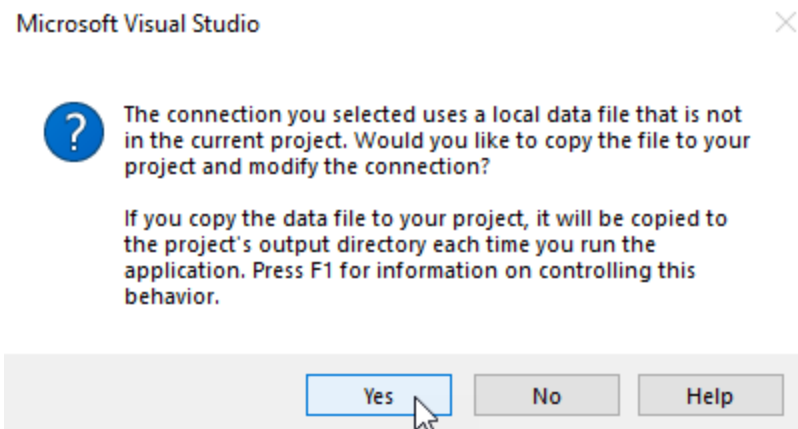 Microsoft Visual Studio
?
The connection you selected uses a local data file that is not
in the current project. Would you like to copy the file to your
project and modify the connection?
If you copy the data file to your project, it will be copied to
the project's output directory each time you run the
application. Press F1 for information on controlling this
behavior.
Yes No Help